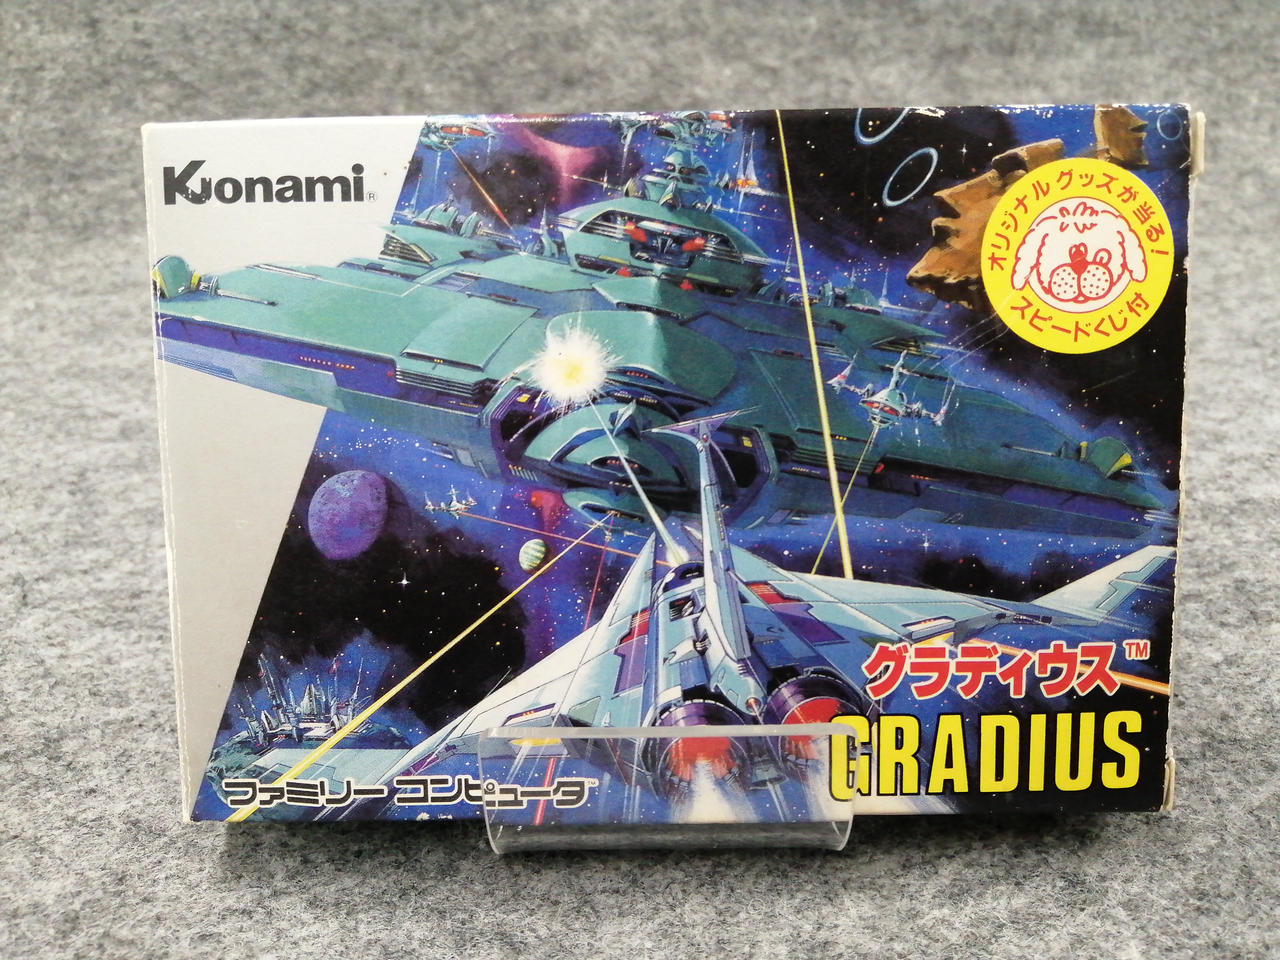 Konami®
オリジナルグッズが当る!
スピードくじ付
グラディウス™
GRADIUS
ファミリー コンピュータ™